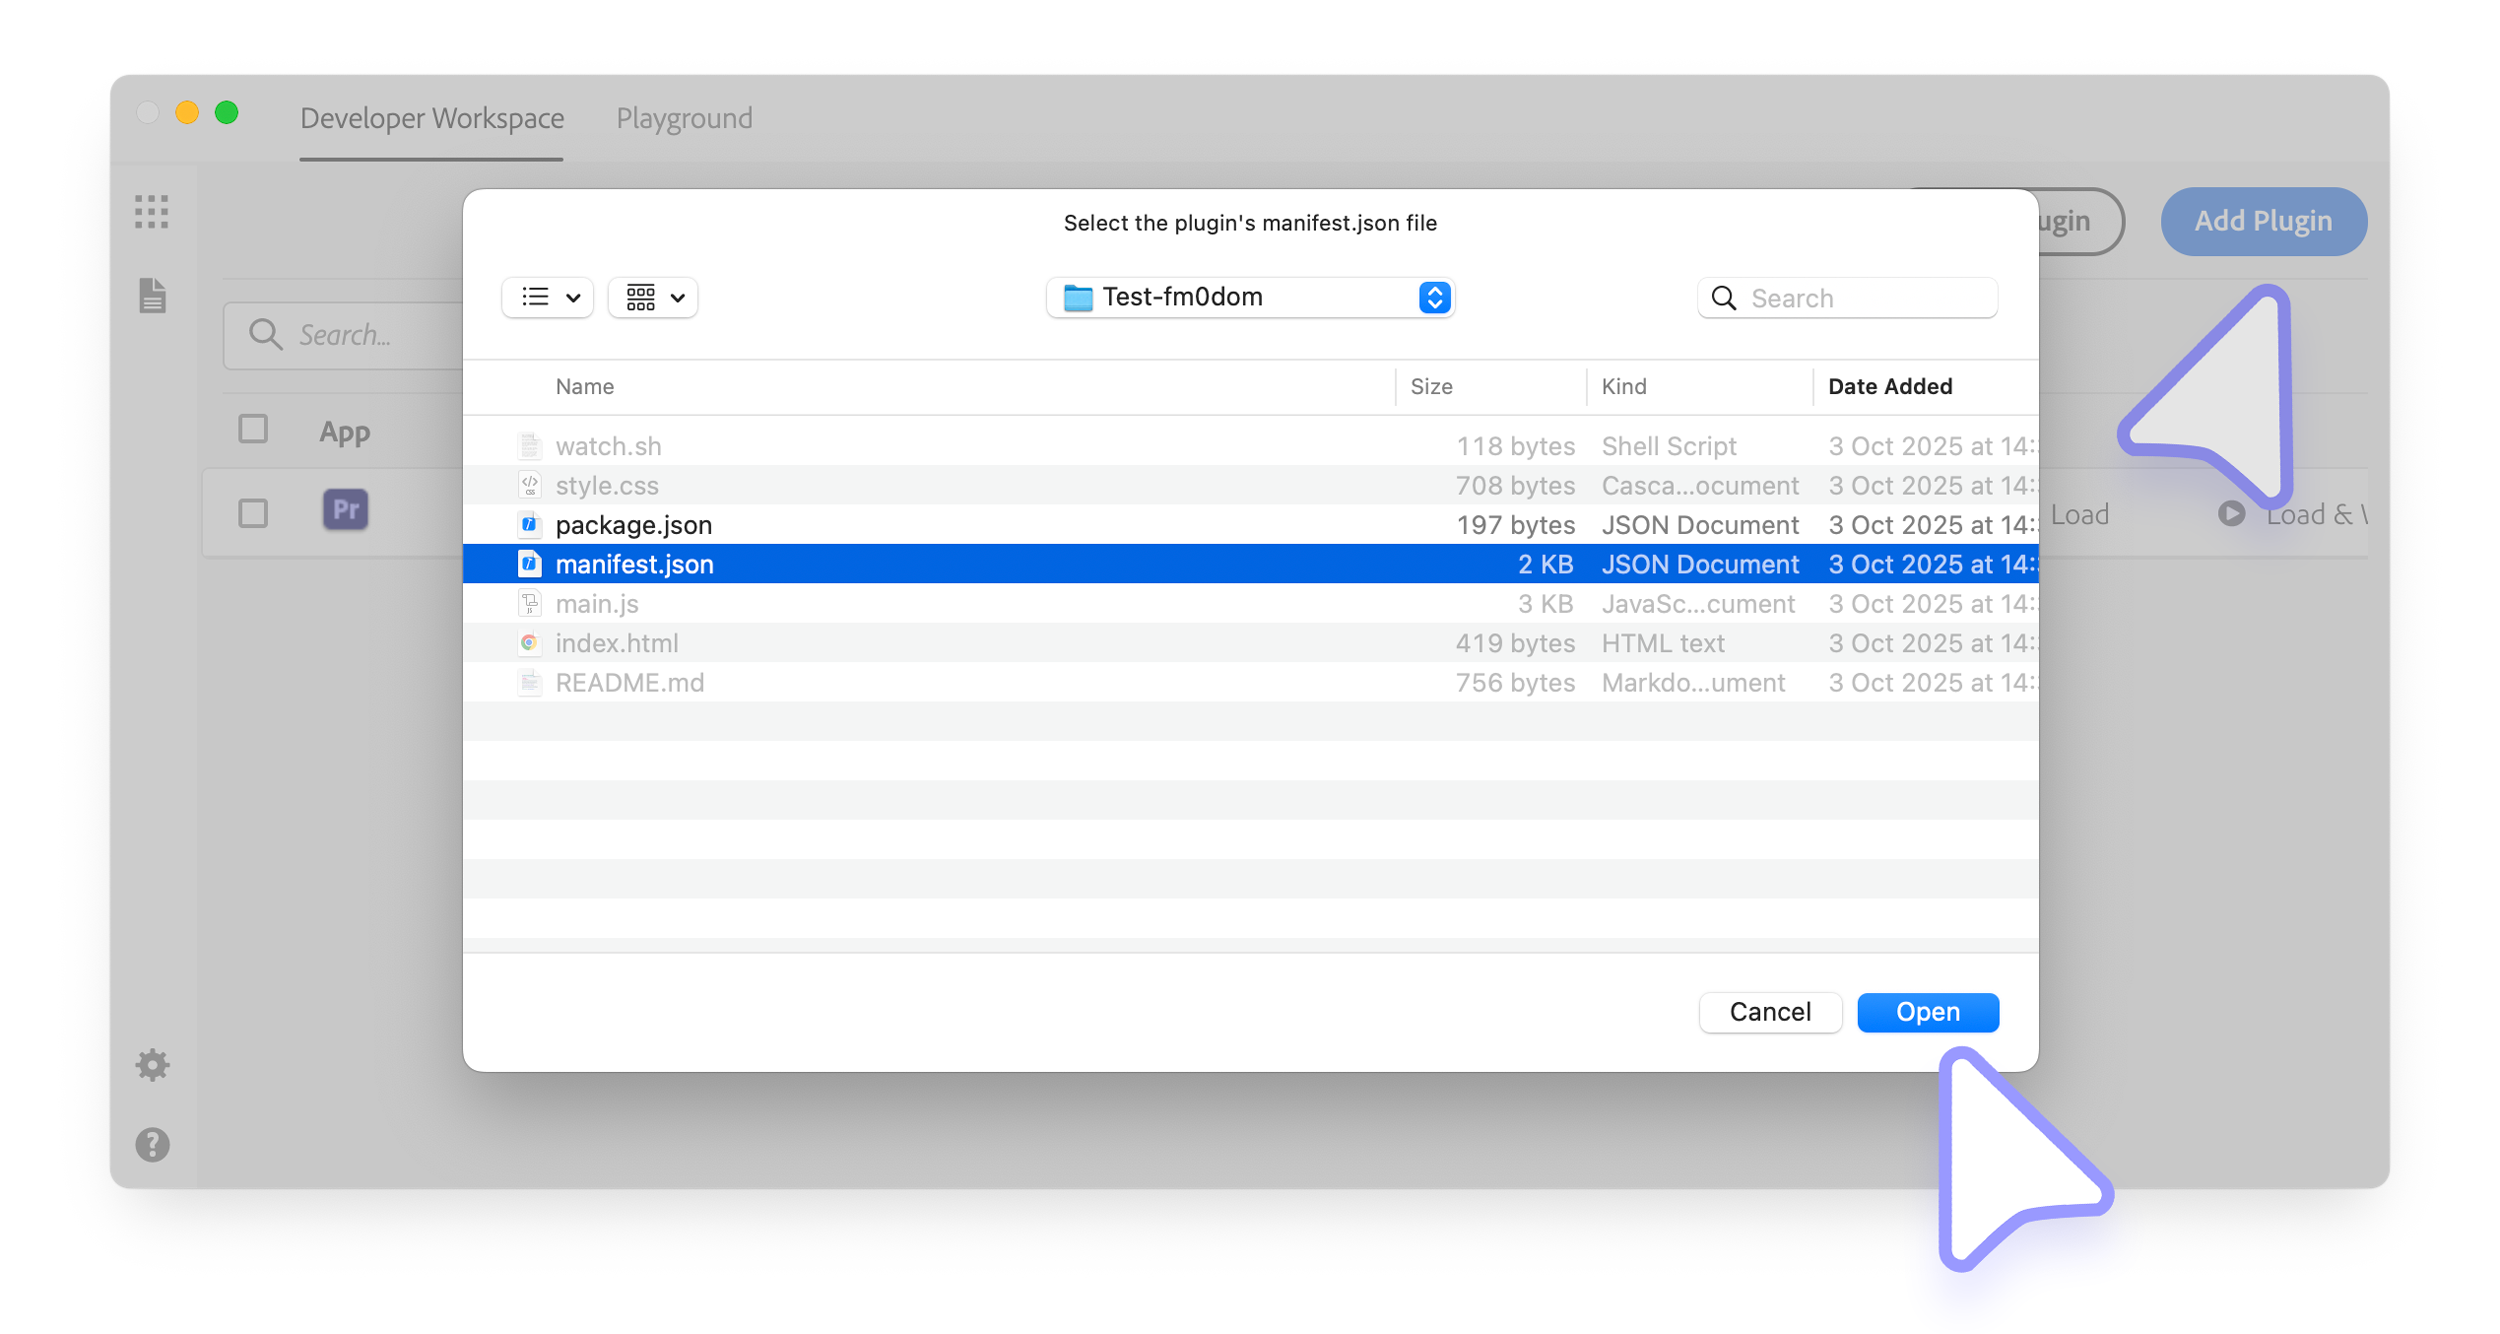 Developer Workspace Playground
Select the plugin's manifest.json file
ugin Add Plugin
Test-fm0dom Search
Search...
Name Size Kind Date Added
App
watch.sh 118 bytes Shell Script 3 Oct 2025 at 14:
style.css 708 bytes Casca...ocument 3 Oct 2025 at 14:
Pr
Load Load &
package.json 197 bytes JSON Document 3 Oct 2025 at 14:
manifest.json 2 KB JSON Document 3 Oct 2025 at 14:
main.js 3 KB JavaSc...cument 3 Oct 2025 at 14:
index.html 419 bytes HTML text 3 Oct 2025 at 14:
README.md 756 bytes Markdo...ument 3 Oct 2025 at 14:
Cancel Open